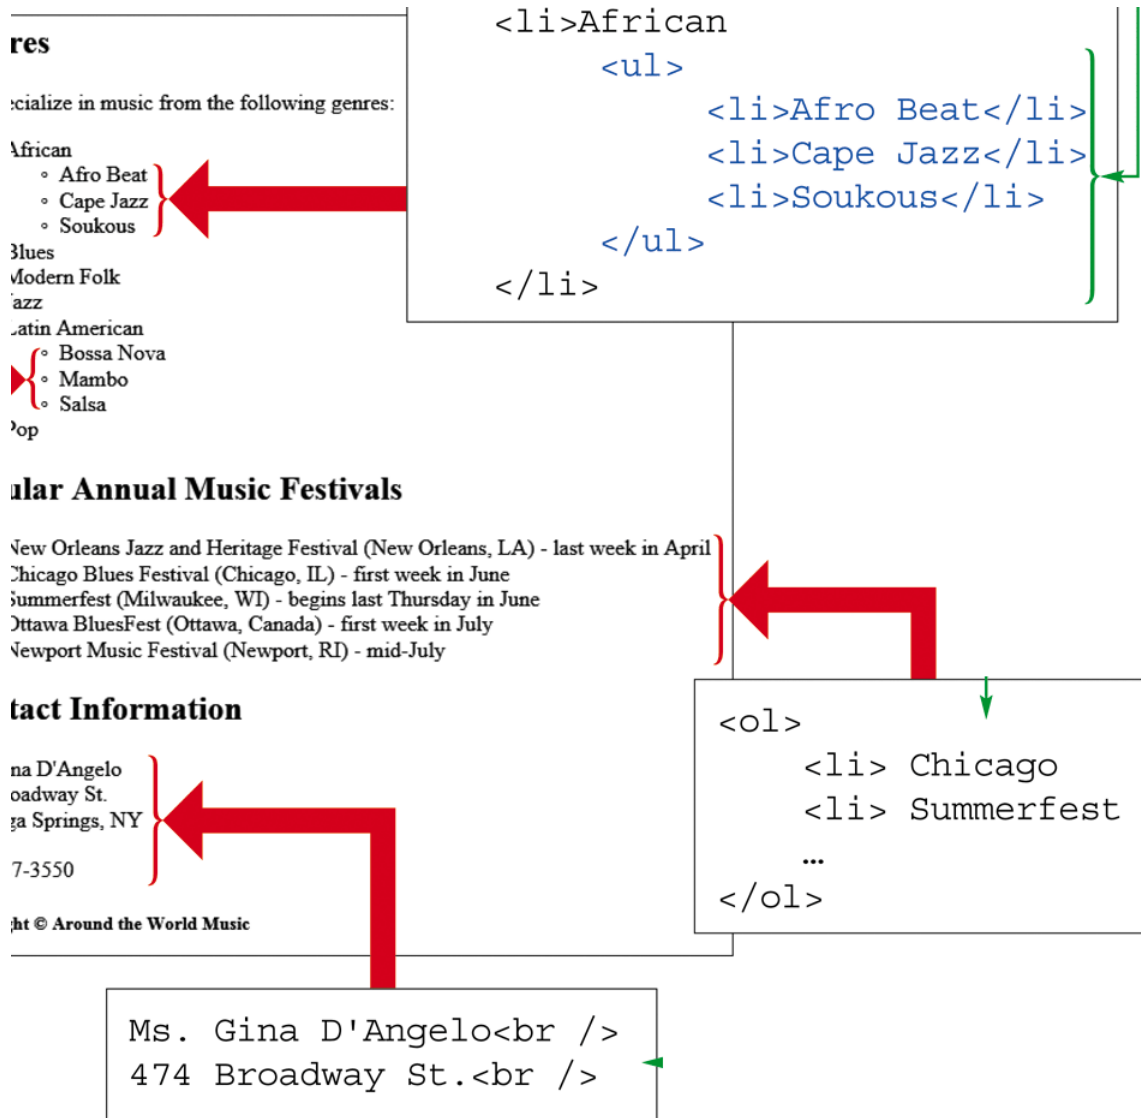 <li>African
<ul>
<li>Afro Beat</li>
<li>Cape Jazz</li>
<li>Soukous</li>
</ul>
</li>
res
ecialize in music from the following genres:
African
Afro Beat
Cape Jazz
Soukous
Blues
Modern Folk
Jazz
Latin American
Bossa Nova
Mambo
Salsa
Pop
ular Annual Music Festivals
New Orleans Jazz and Heritage Festival (New Orleans, LA) - last week in April
Chicago Blues Festival (Chicago, IL) - first week in June
Summerfest (Milwaukee, WI) - begins last Thursday in June
Ottawa BluesFest (Ottawa, Canada) - first week in July
Newport Music Festival (Newport, RI) - mid-July
<ol>
<li> Chicago
<li> Summerfest
…
</ol>
tact Information
na D'Angelo
oadway St.
ga Springs, NY
7-3550
ht © Around the World Music
Ms. Gina D'Angelo<br />
474 Broadway St.<br />